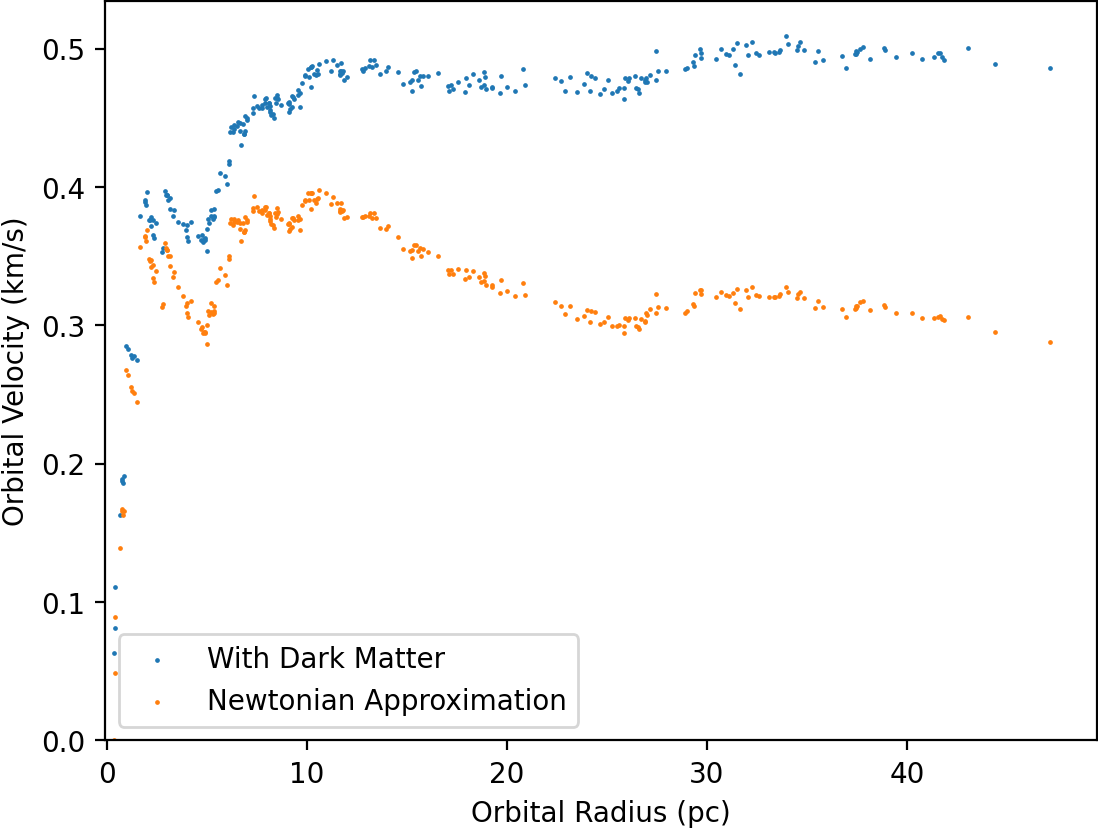 0.5
0.4
0.3
0.2
0.1
0.0
Orbital Velocity (km/s)
With Dark Matter
Newtonian Approximation
0 10 20 30 40
Orbital Radius (pc)